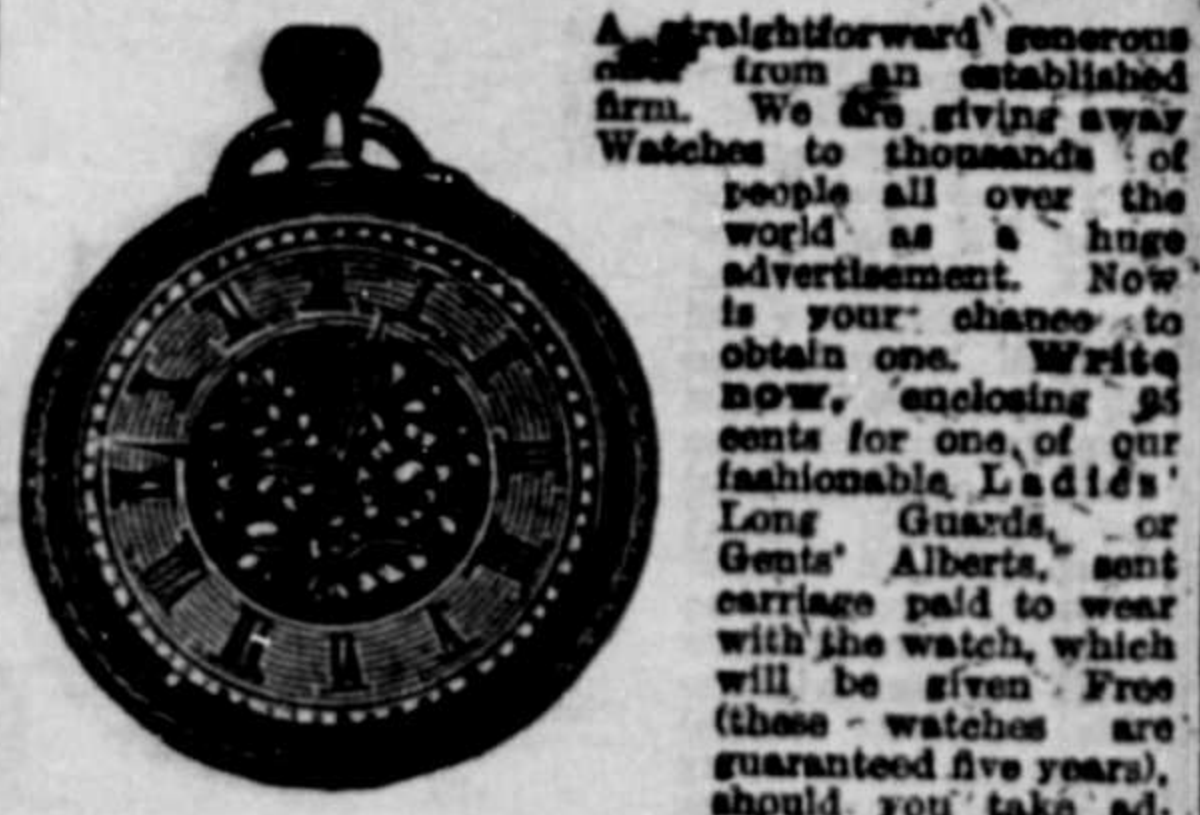 A straightforward generous
offer from an established
firm. We are giving away
Watches to thousands of
people all over the
world as a huge
advertisement. Now
is your chance to
obtain one. Write
now, enclosing
cents for one of our
fashionable Ladies'
Long Guards, or
Gents' Alberts, sent
carriage paid to wear
with the watch, which
will be given Free
(these watches are
guaranteed five years),
should you take ad-